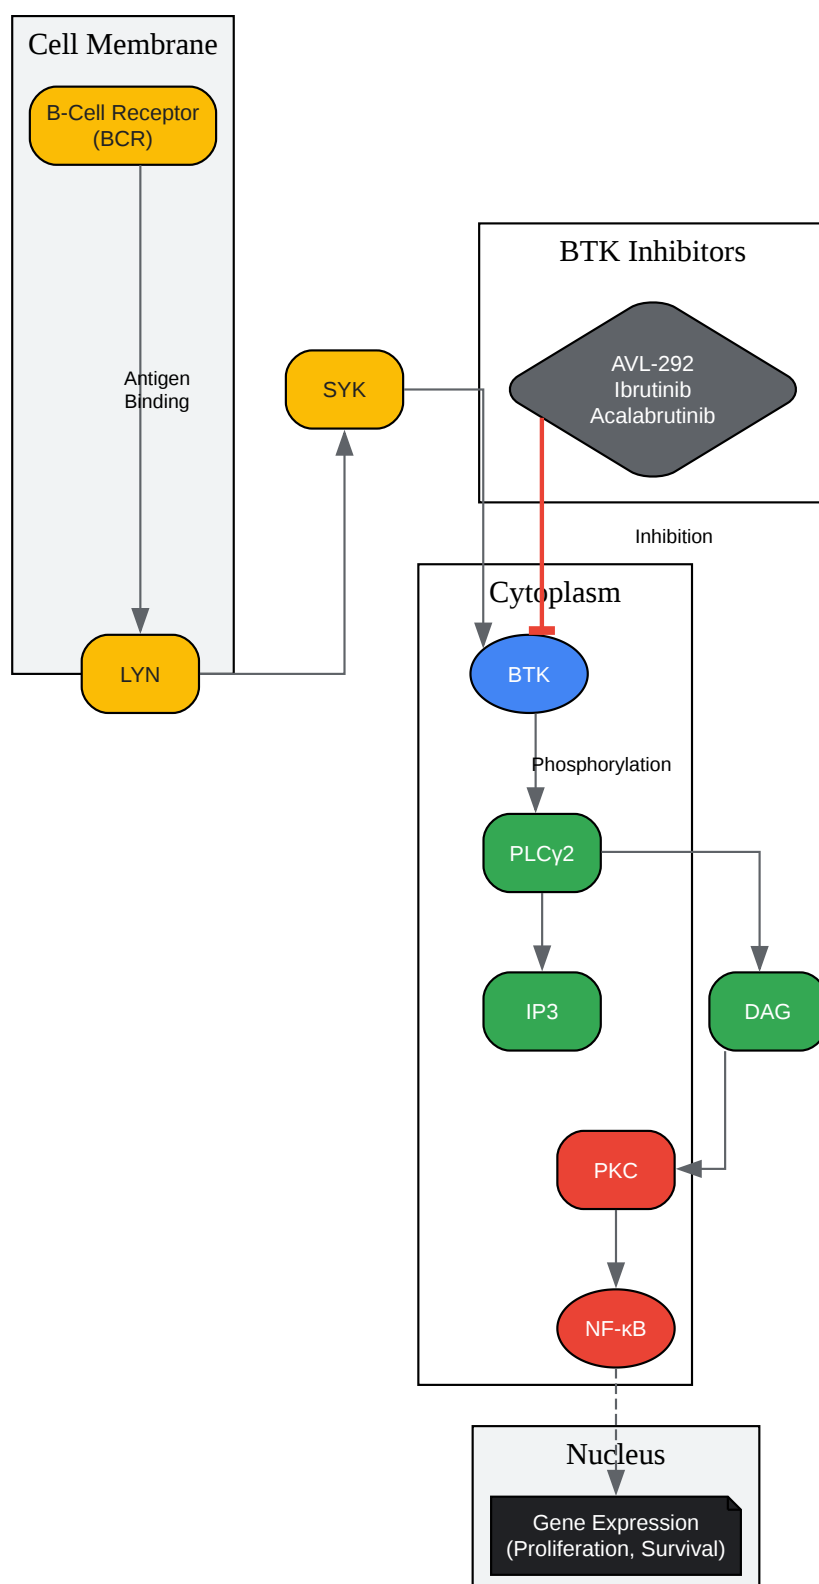 Cell Membrane
B-Cell Receptor
(BCR)
BTK Inhibitors
AVL-292
Ibrutinib
Acalabrutinib
SYK
Antigen
Binding
Inhibition
Cytoplasm
LYN
BTK
Phosphorylation
PLCγ2
IP3
DAG
PKC
NF-κB
Nucleus
Gene Expression
(Proliferation, Survival)